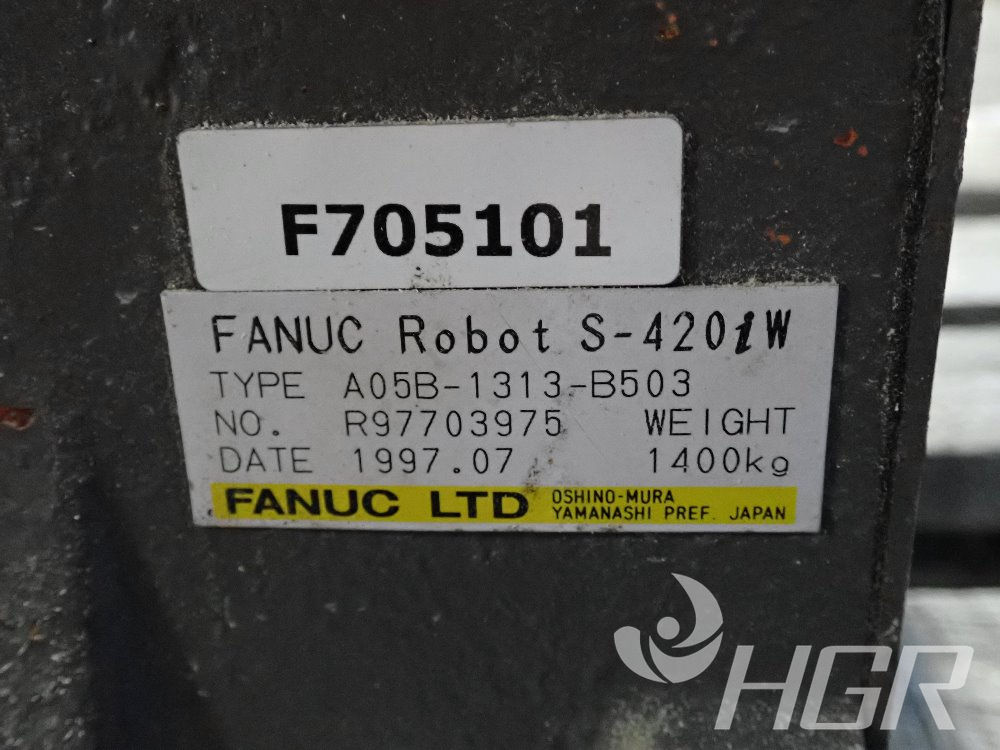 F705101
FANUC Robot S-420iW
TYPE A05B-1313-B503
NO. R97703975 WEIGHT
DATE 1997.07 1400kg
FANUC LTD OSHINO-MURA
YAMANASHI PREF. JAPAN
HGR